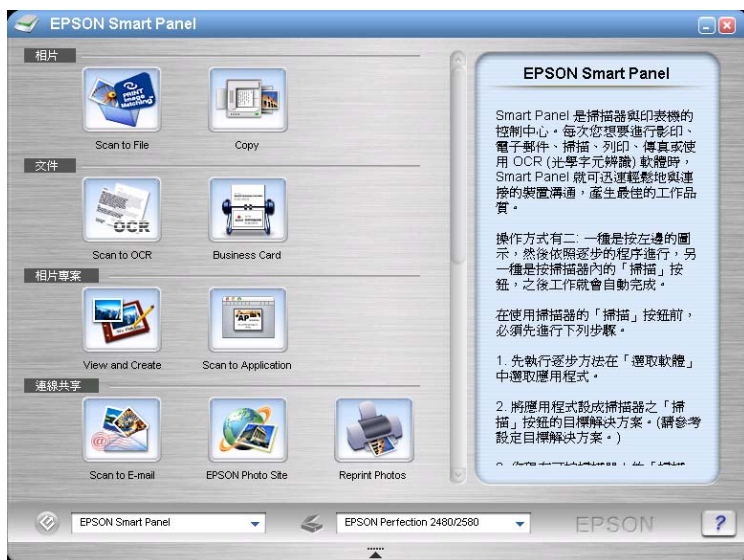 EPSON Smart Panel
相片
Scan to File
Copy
文件
Scan to OCR
Business Card
相片專案
View and Create
Scan to Application
連線共享
Scan to E-mail
EPSON Photo Site
Reprint Photos
EPSON Smart Panel
Smart Panel 是掃描器與印表機的
控制中心。每次您想要進行影印、
電子郵件、掃描、列印、傳真或使
用 OCR (光學字元辨識) 軟體時，
Smart Panel 就可迅速輕鬆地與連
接的裝置溝通，產生最佳的工作品
質。
操作方式有二: 一種是按左邊的圖
示，然後依照逐步的程序進行，另
一種是按掃描器內的「掃描」按
鈕，之後工作就會自動完成。
在使用掃描器的「掃描」按鈕前，
必須先進行下列步驟。
1. 先執行逐步方法在「選取軟體」
中選取應用程式。
2. 將應用程式設成掃描器之「掃
描」按鈕的目標解決方案。(請參考
設定目標解決方案。)
EPSON Smart Panel
EPSON Perfection 2480/2580
EPSON
?